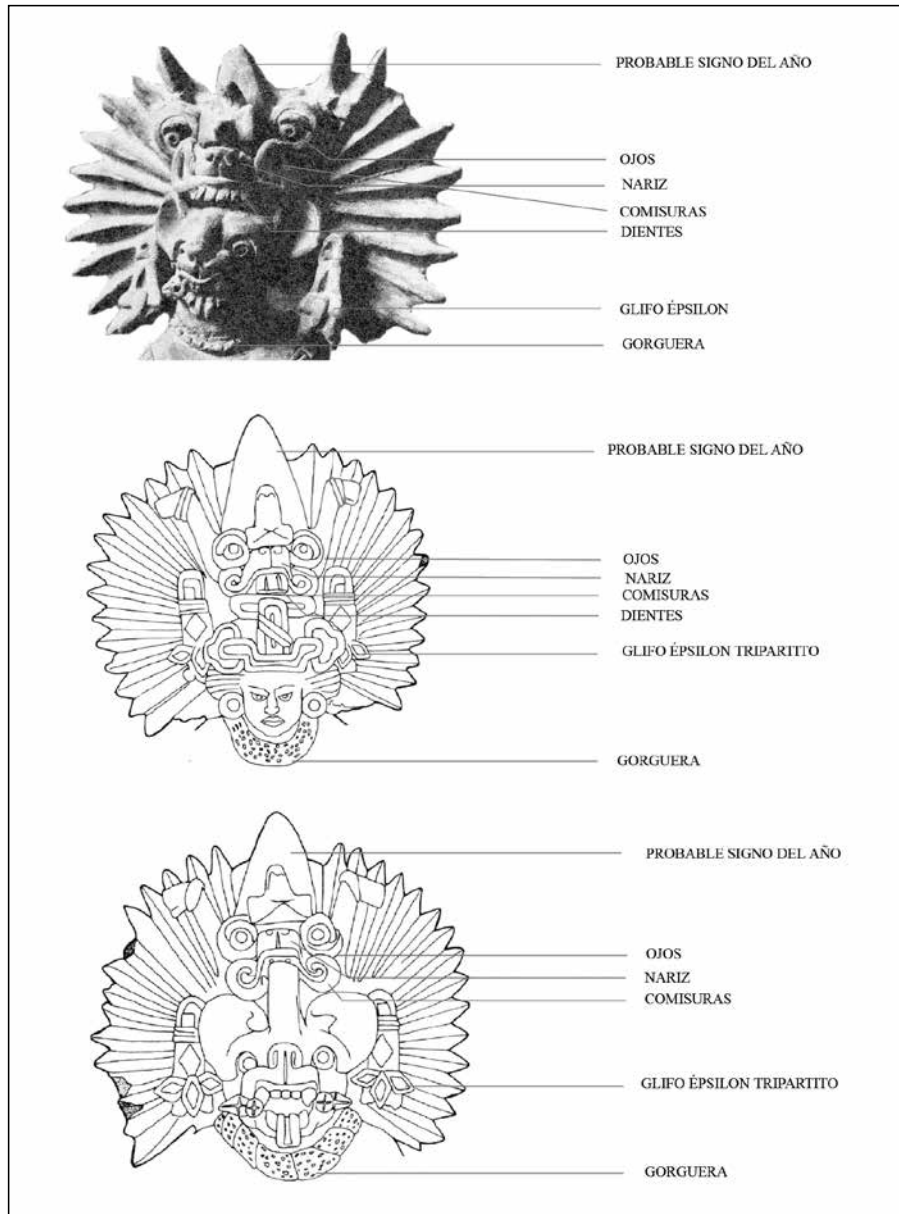 PROBABLE SIGNO DEL AÑO
OJOS
NARIZ
COMISURAS
DIENTES
GLIFO ÉPSILON
GORGUERA
PROBABLE SIGNO DEL AÑO
OJOS
NARIZ
COMISURAS
DIENTES
GLIFO ÉPSILON TRIPARTITO
GORGUERA
PROBABLE SIGNO DEL AÑO
OJOS
NARIZ
COMISURAS
GLIFO ÉPSILON TRIPARTITO
GORGUERA